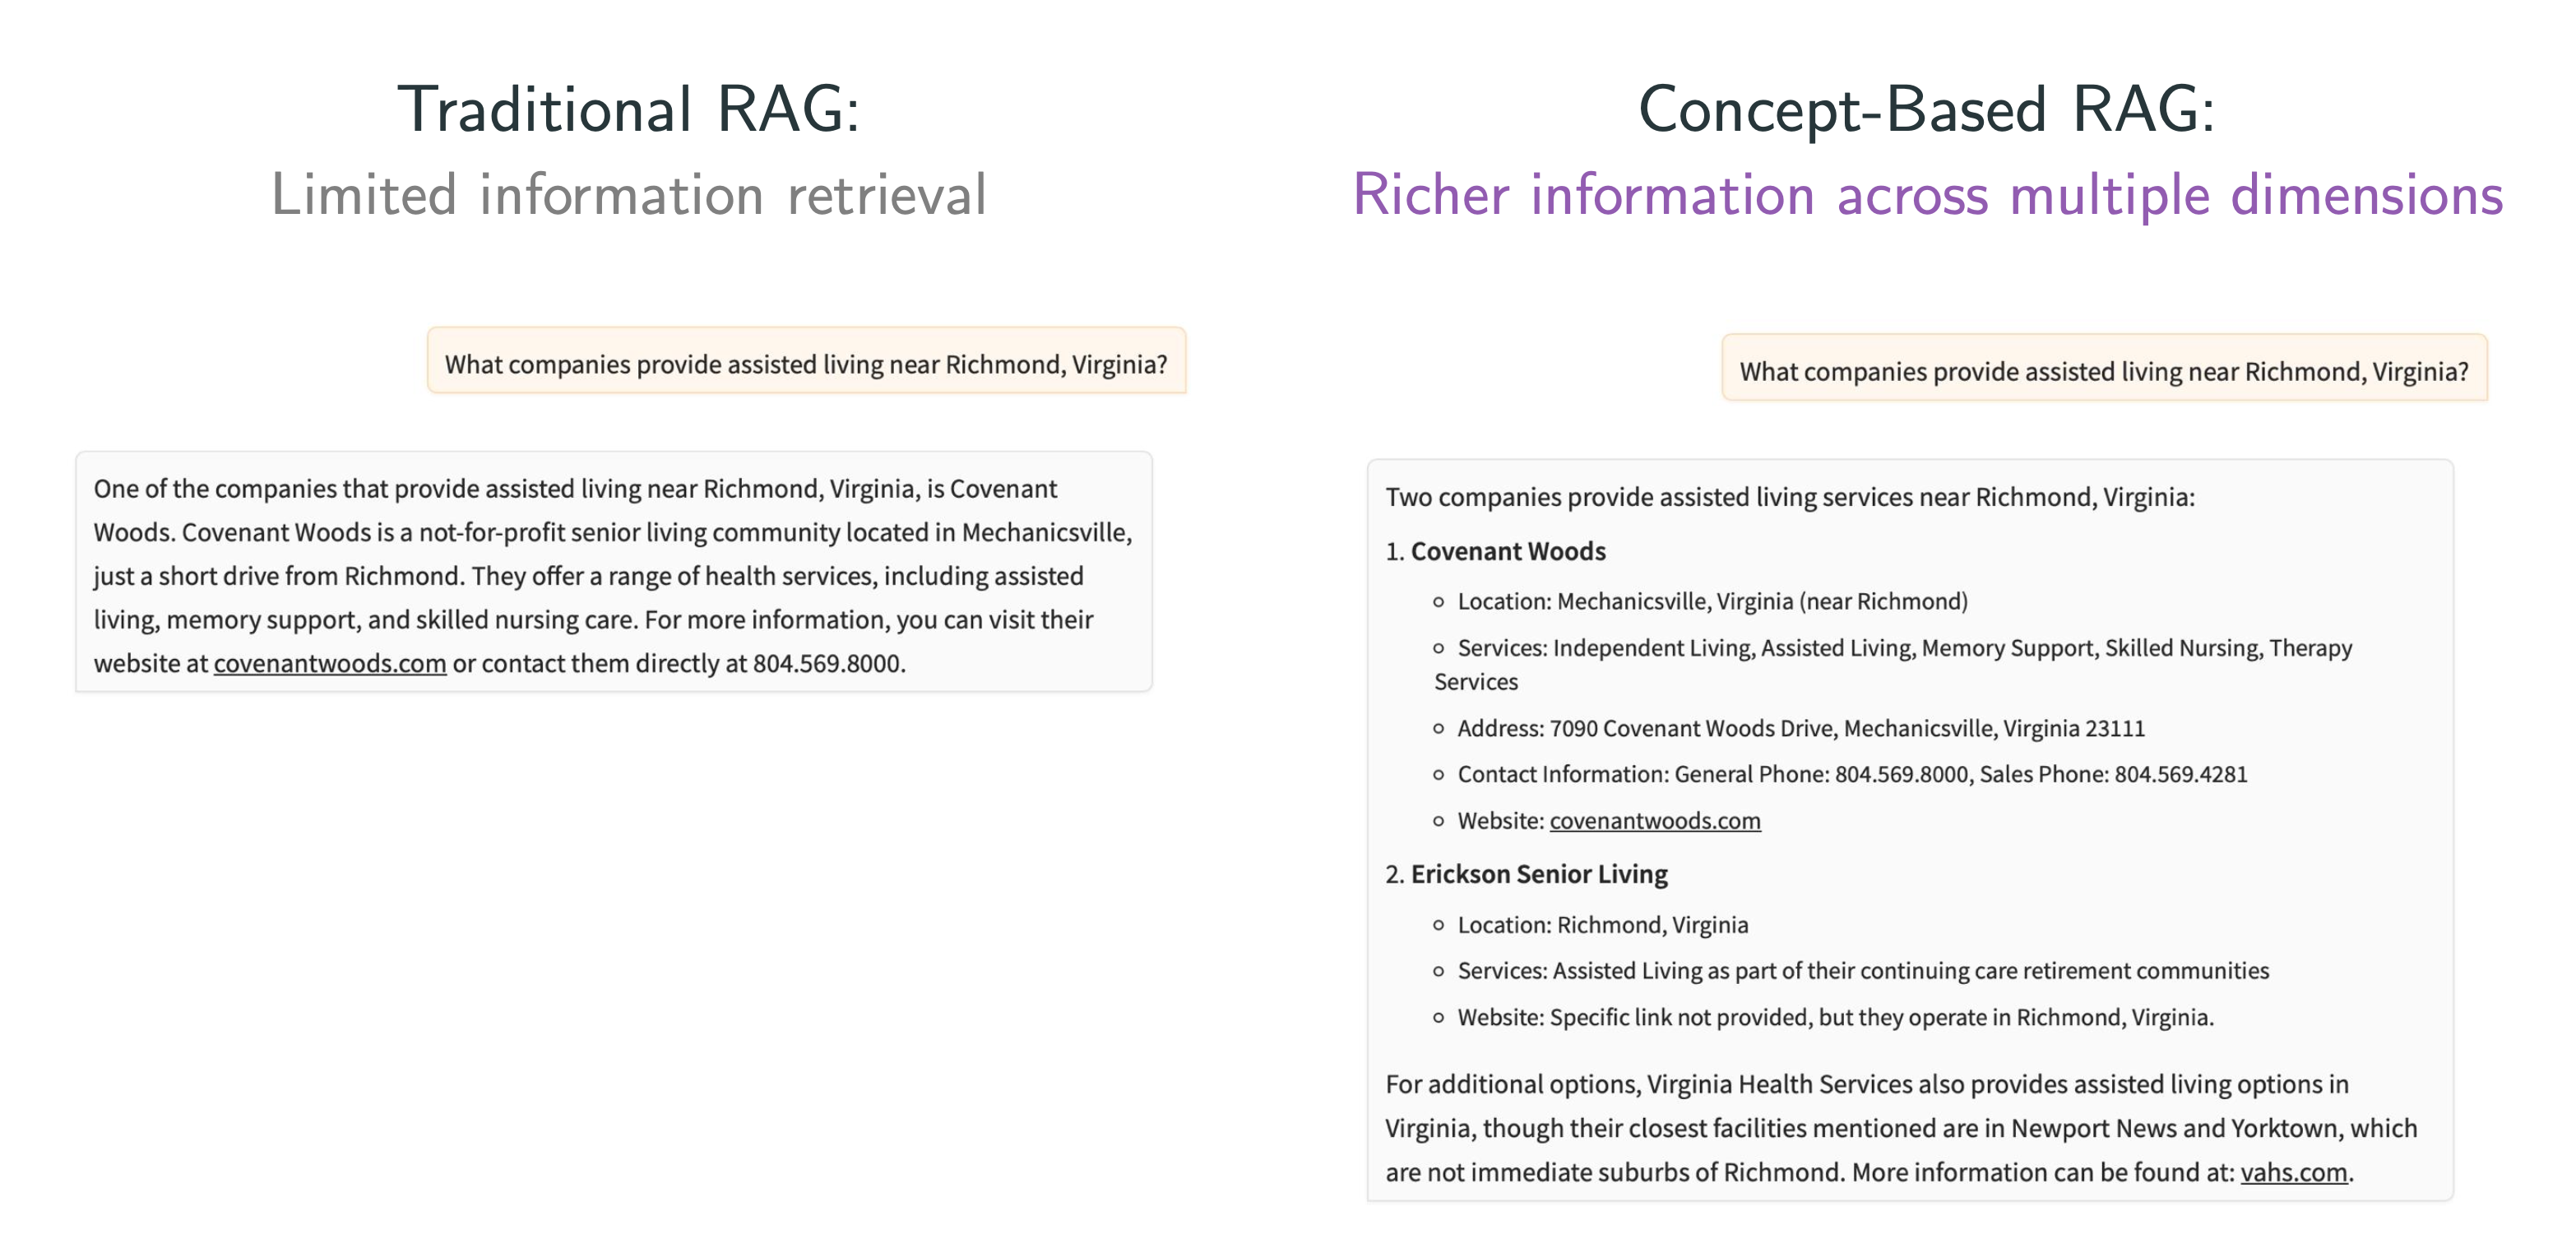 Traditional RAG:
Limited information retrieval
What companies provide assisted living near Richmond, Virginia?
One of the companies that provide assisted living near Richmond, Virginia, is Covenant
Woods. Covenant Woods is a not-for-profit senior living community located in Mechanicsville,
just a short drive from Richmond. They offer a range of health services, including assisted
living, memory support, and skilled nursing care. For more information, you can visit their
website at covenantwoods.com or contact them directly at 804.569.8000.
Concept-Based RAG:
Richer information across multiple dimensions
What companies provide assisted living near Richmond, Virginia?
Two companies provide assisted living services near Richmond, Virginia:
1. Covenant Woods
○ Location: Mechanicsville, Virginia (near Richmond)
○ Services: Independent Living, Assisted Living, Memory Support, Skilled Nursing, Therapy
Services
○ Address: 7090 Covenant Woods Drive, Mechanicsville, Virginia 23111
○ Contact Information: General Phone: 804.569.8000, Sales Phone: 804.569.4281
○ Website: covenantwoods.com
2. Erickson Senior Living
○ Location: Richmond, Virginia
○ Services: Assisted Living as part of their continuing care retirement communities
○ Website: Specific link not provided, but they operate in Richmond, Virginia.
For additional options, Virginia Health Services also provides assisted living options in
Virginia, though their closest facilities mentioned are in Newport News and Yorktown, which
are not immediate suburbs of Richmond. More information can be found at: vahs.com.